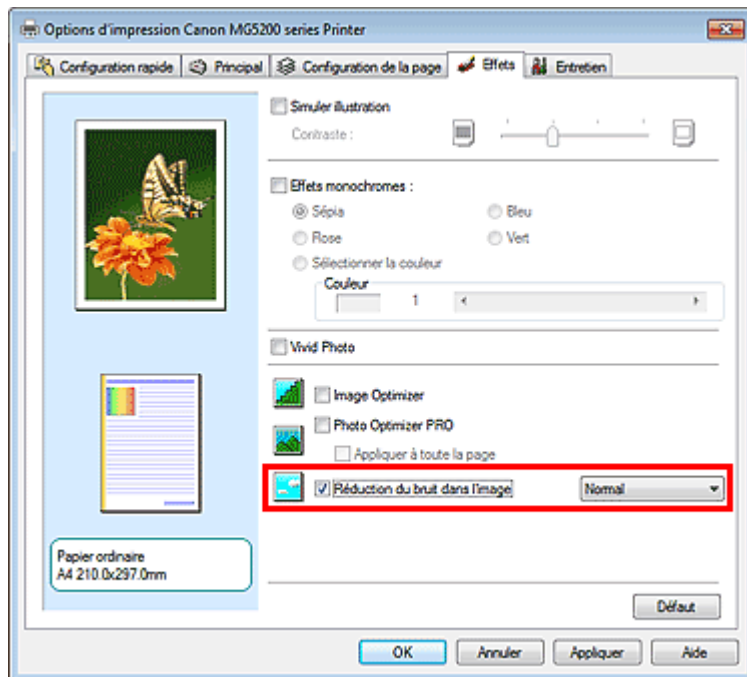 Options d'impression Canon MG5200 series Printer
Configuration rapide Principal Configuration de la page Effets Entretien
Simuler illustration
Contraste :
Effets monochromes :
Sépia Bleu
Rose Vert
Sélectionner la couleur
Couleur
1
Vivid Photo
Image Optimizer
Photo Optimizer PRO
Appliquer à toute la page
Réduction du bruit dans l'image Normal
Papier ordinaire
A4 210.0x297.0mm
Défaut
OK Annuler Appliquer Aide